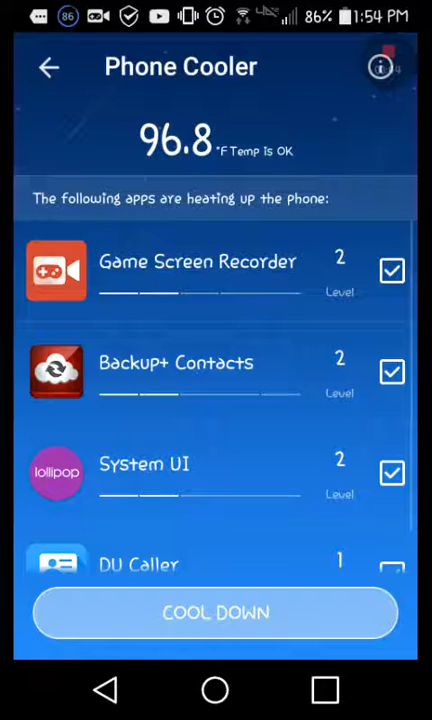 86 86% 1:54 PM
Phone Cooler
96.8 °F Temp is OK
The following apps are heating up the phone:
Game Screen Recorder 2
Level
Backup+ Contacts 2
Level
lollipop System UI 2
Level
DU Caller 1
COOL DOWN